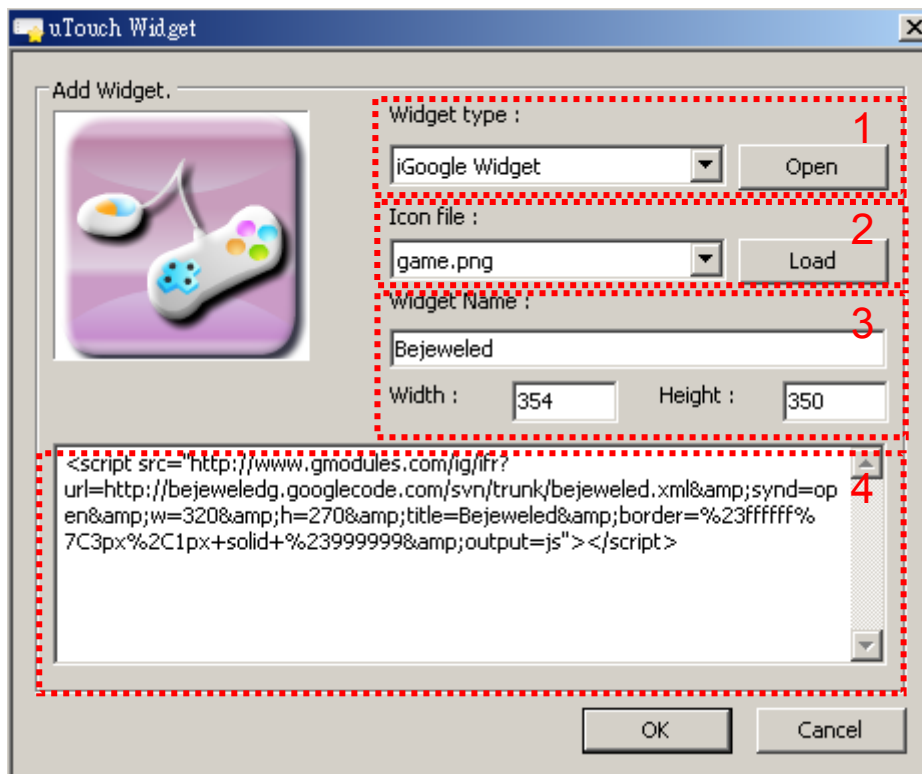 uTouch Widget
Add Widget.
Widget type :
1
iGoogle Widget
Open
Icon file :
2
game.png
Load
Widget Name :
3
Bejeweled
Width :
354
Height :
350
4
<script src="http://www.gmodules.com/ig/ifr?
url=http://bejeweledg.googlecode.com/svn/trunk/bejeweled.xml&amp;synd=op
en&amp;w=320&amp;h=270&amp;title=Bejeweled&amp;border=%23ffffff%
7C3px%2C1px+solid+%23999999&amp;output=js"></script>
OK
Cancel